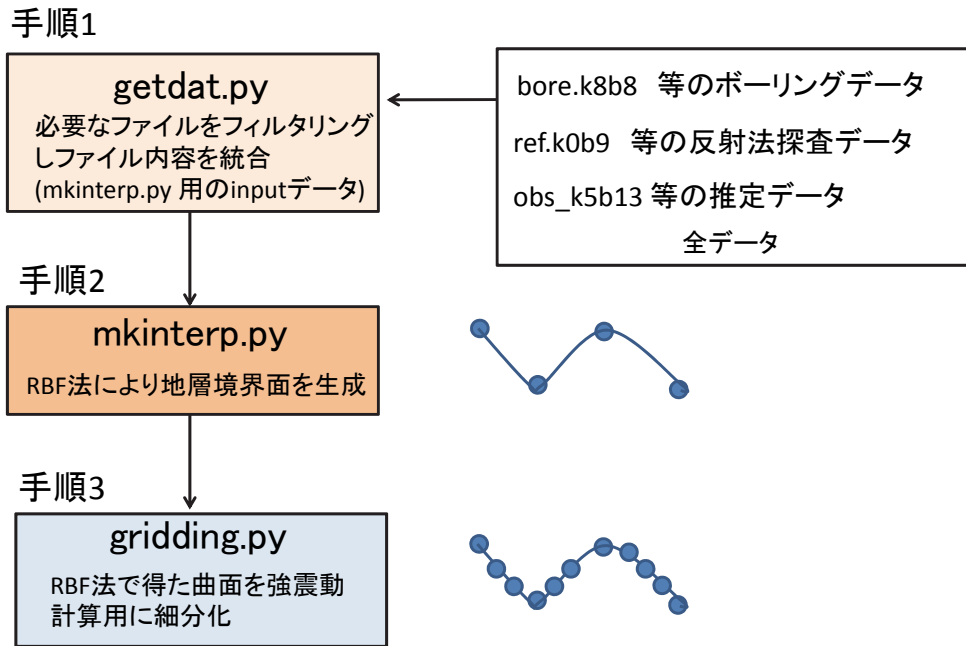 手順1
getdat.py
必要なファイルをフィルタリング
しファイル内容を統合
(mkinterp.py 用のinputデータ)
bore.k8b8 等のボーリングデータ
ref.k0b9 等の反射法探査データ
obs_k5b13 等の推定データ
全データ
手順2
mkinterp.py
RBF法により地層境界面を生成
手順3
gridding.py
RBF法で得た曲面を強震動
計算用に細分化